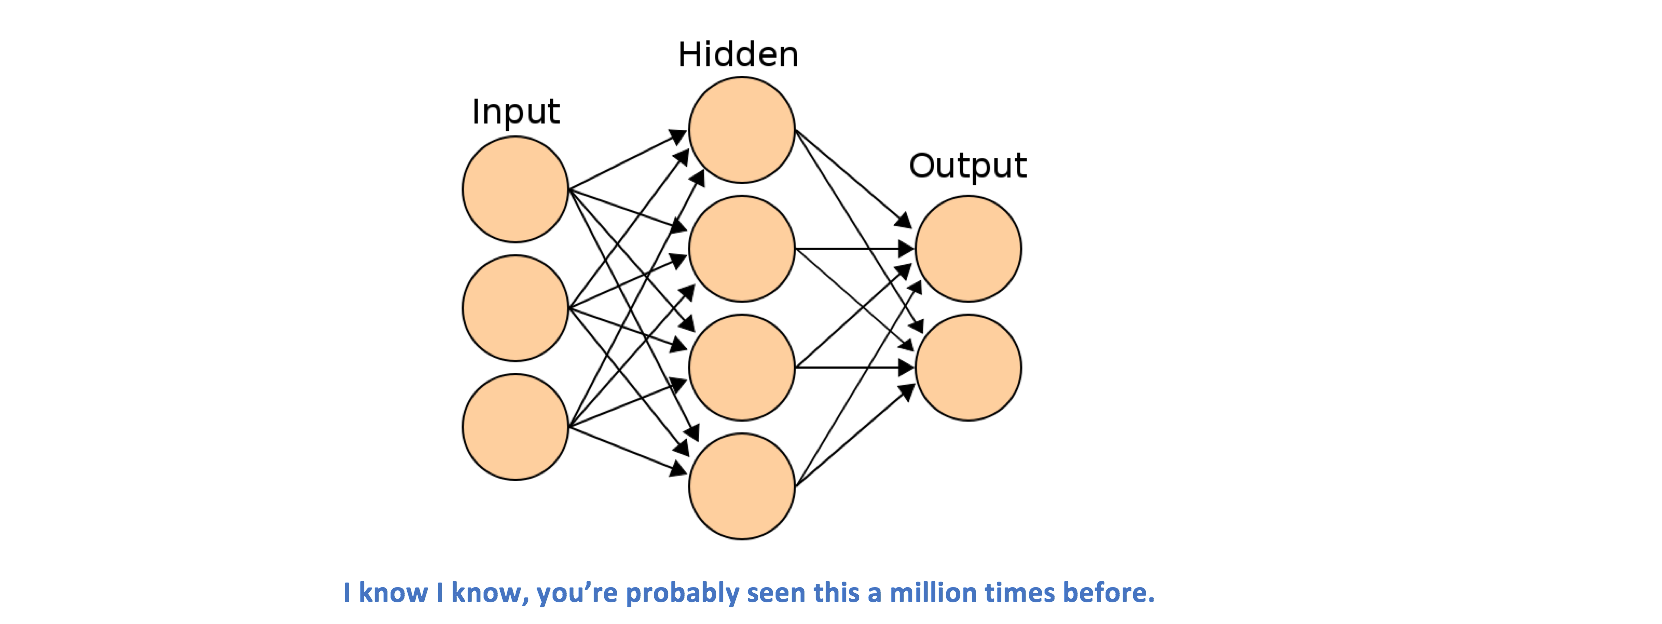 Hidden
Input
Output
I know I know, you’re probably seen this a million times before.